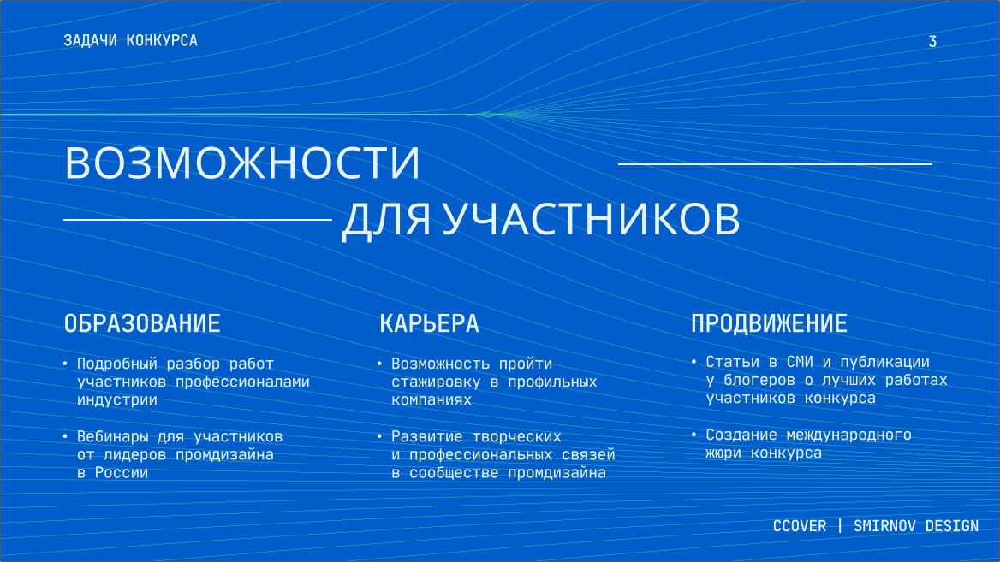 ЗАДАЧИ КОНКУРСА
3
ВОЗМОЖНОСТИ
ДЛЯ УЧАСТНИКОВ
ОБРАЗОВАНИЕ
• Подробный разбор работ
участников профессионалами
индустрии
• Вебинары для участников
от лидеров промдизайна
в России
КАРЬЕРА
• Возможность пройти
стажировку в профильных
компаниях
• Развитие творческих
и профессиональных связей
в сообществе промдизайна
ПРОДВИЖЕНИЕ
• Статьи в СМИ и публикации
у блогеров о лучших работах
участников конкурса
• Создание международного
жюри конкурса
CCOVER | SMIRNOV DESIGN